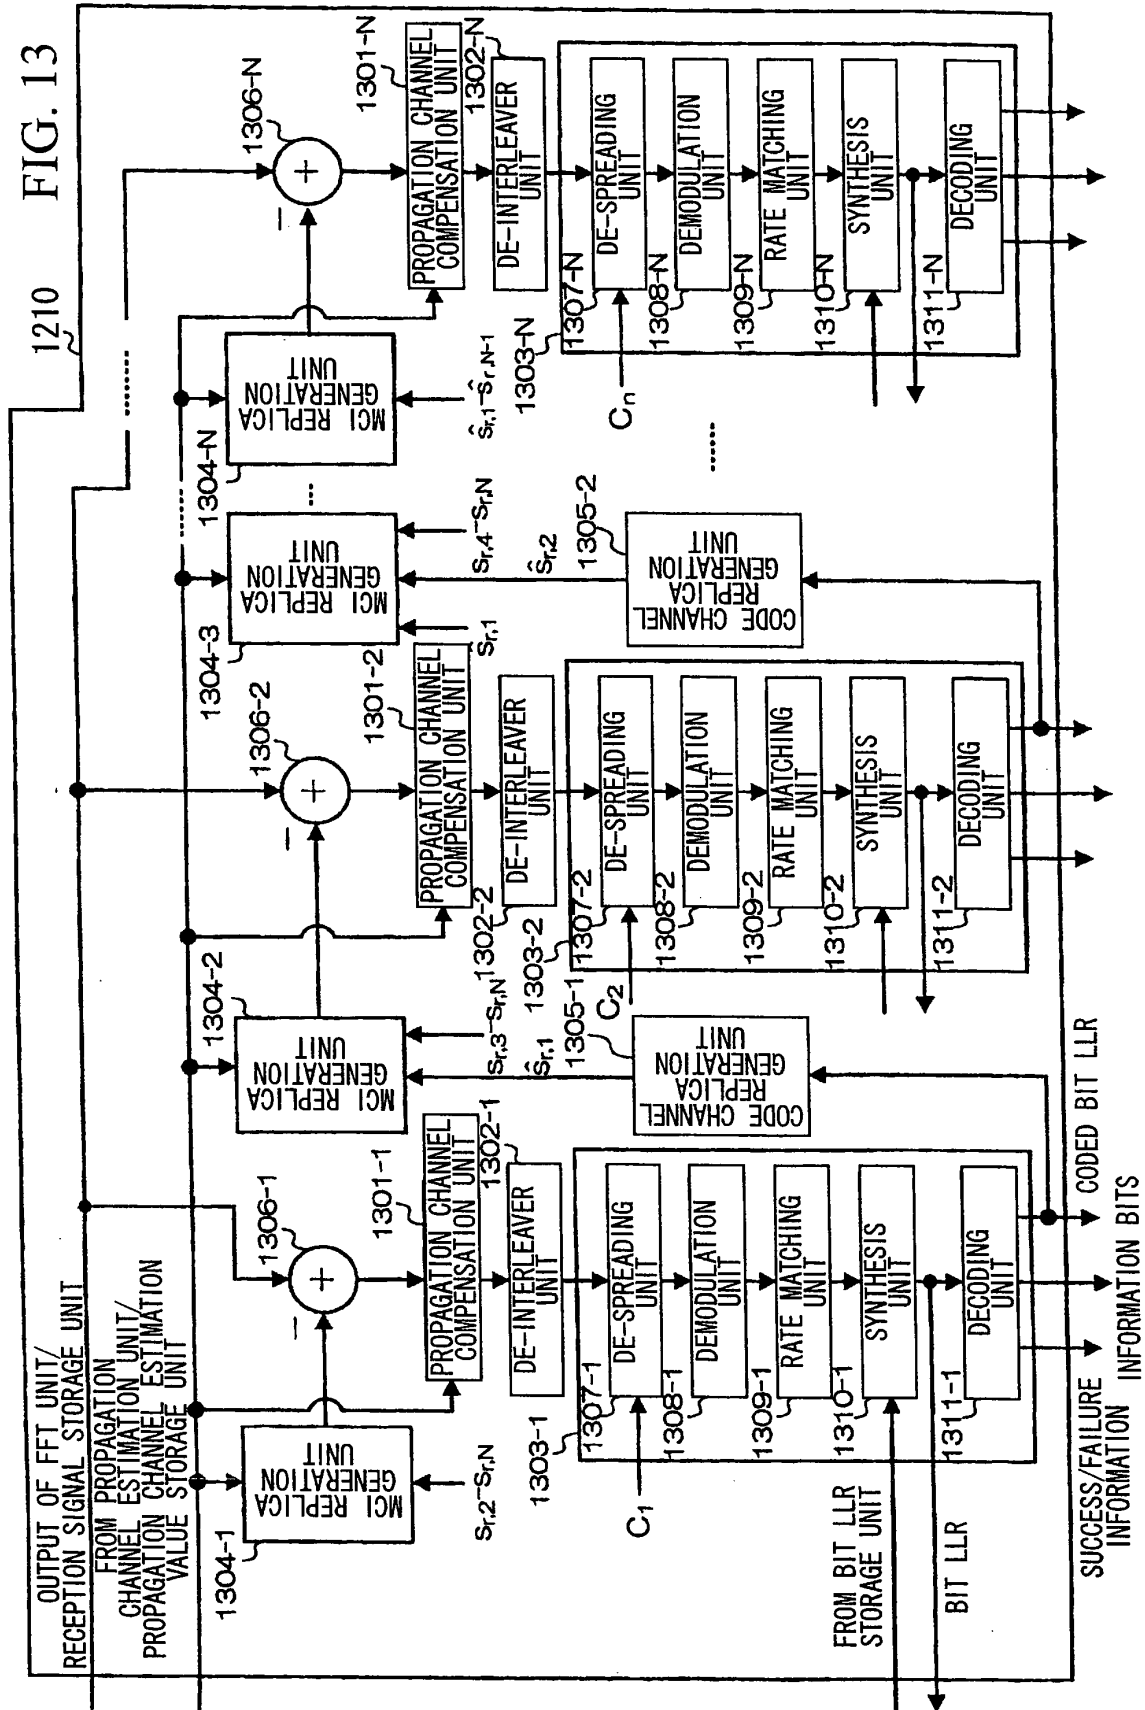 FIG. 13
1210
OUTPUT OF FFT UNIT/
RECEPTION SIGNAL STORAGE UNIT
FROM PROPAGATION
CHANNEL ESTIMATION UNIT/
PROPAGATION CHANNEL ESTIMATION
VALUE STORAGE UNIT
1304-1
MCI REPLICA
GENERATION
UNIT
Sr,2-Sr,N
1306-1
+
−
1301-1
PROPAGATION CHANNEL
COMPENSATION UNIT
1302-1
DE-INTERLEAVER
UNIT
1303-1
1307-1
DE-SPREADING
UNIT
C1
1308-1
DEMODULATION
UNIT
1309-1
RATE MATCHING
UNIT
1310-1
SYNTHESIS
UNIT
1311-1
DECODING
UNIT
FROM BIT LLR
STORAGE UNIT
BIT LLR
SUCCESS/FAILURE
INFORMATION
INFORMATION BITS
CODED BIT LLR
1304-2
MCI REPLICA
GENERATION
UNIT
Sr,3-Sr,N
Ŝr,1
1305-1
CODE CHANNEL
REPLICA
GENERATION
UNIT
1306-2
+
−
1301-2
PROPAGATION CHANNEL
COMPENSATION UNIT
1302-2
DE-INTERLEAVER
UNIT
1303-2
1307-2
DE-SPREADING
UNIT
C2
1308-2
DEMODULATION
UNIT
1309-2
RATE MATCHING
UNIT
1310-2
SYNTHESIS
UNIT
1311-2
DECODING
UNIT
1304-3
MCI REPLICA
GENERATION
UNIT
Sr,1
Sr,4-Sr,N
Ŝr,2
1305-2
CODE CHANNEL
REPLICA
GENERATION
UNIT
1304-N
MCI REPLICA
GENERATION
UNIT
Ŝr,1-Ŝr,N-1
1306-N
+
−
1301-N
PROPAGATION CHANNEL
COMPENSATION UNIT
1302-N
DE-INTERLEAVER
UNIT
1303-N
1307-N
DE-SPREADING
UNIT
Cn
1308-N
DEMODULATION
UNIT
1309-N
RATE MATCHING
UNIT
1310-N
SYNTHESIS
UNIT
1311-N
DECODING
UNIT